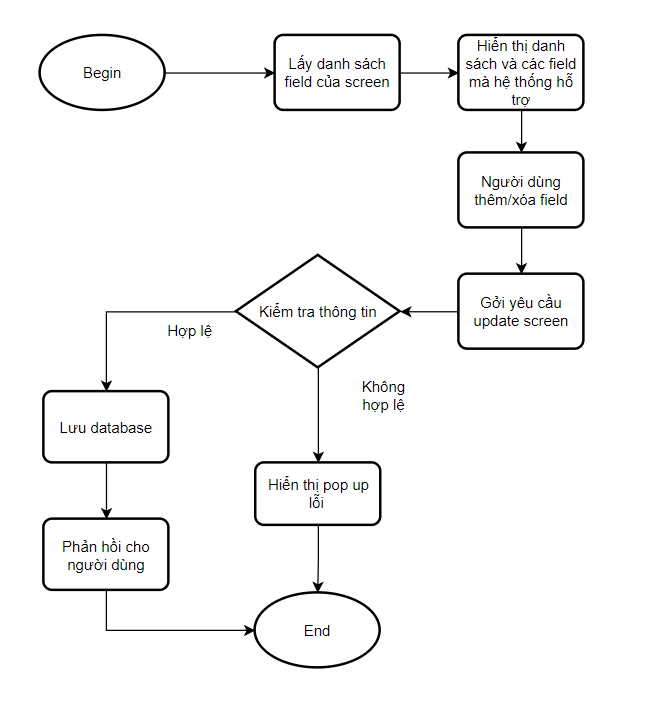 Begin
Lấy danh sách
field của screen
Hiển thị danh
sách và các field
mà hệ thống hỗ
trợ
Người dùng
thêm/xóa field
Gởi yêu cầu
update screen
Kiểm tra thông tin
Hợp lệ
Không
hợp lệ
Lưu database
Hiển thị pop up
lỗi
Phản hồi cho
người dùng
End